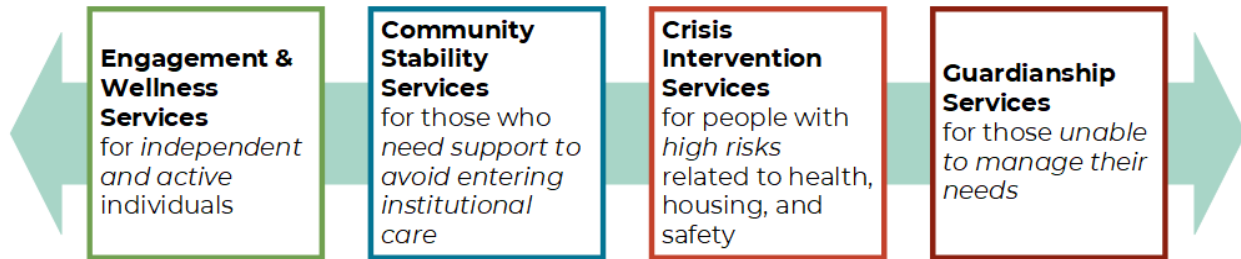 Engagement &
Wellness
Services
for independent
and active
individuals
Community
Stability
Services
for those who
need support to
avoid entering
institutional
care
Crisis
Intervention
Services
for people with
high risks
related to health,
housing, and
safety
Guardianship
Services
for those unable
to manage their
needs